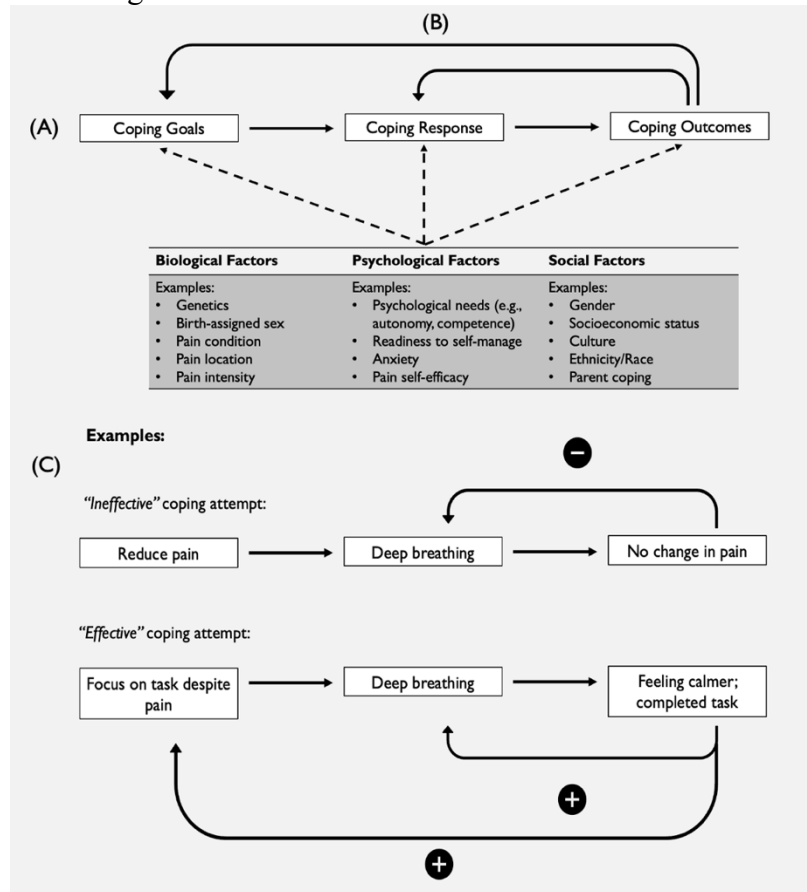 (B)
(A)
Coping Goals
Coping Response
Coping Outcomes
Biological Factors
Psychological Factors
Social Factors
Examples:
• Genetics
• Birth-assigned sex
• Pain condition
• Pain location
• Pain intensity
Examples:
• Psychological needs (e.g.,
autonomy, competence)
• Readiness to self-manage
• Anxiety
• Pain self-efficacy
Examples:
• Gender
• Socioeconomic status
• Culture
• Ethnicity/Race
• Parent coping
Examples:
(C)
−
"Ineffective" coping attempt:
Reduce pain
Deep breathing
No change in pain
"Effective" coping attempt:
Focus on task despite
pain
Deep breathing
Feeling calmer;
completed task
+
+